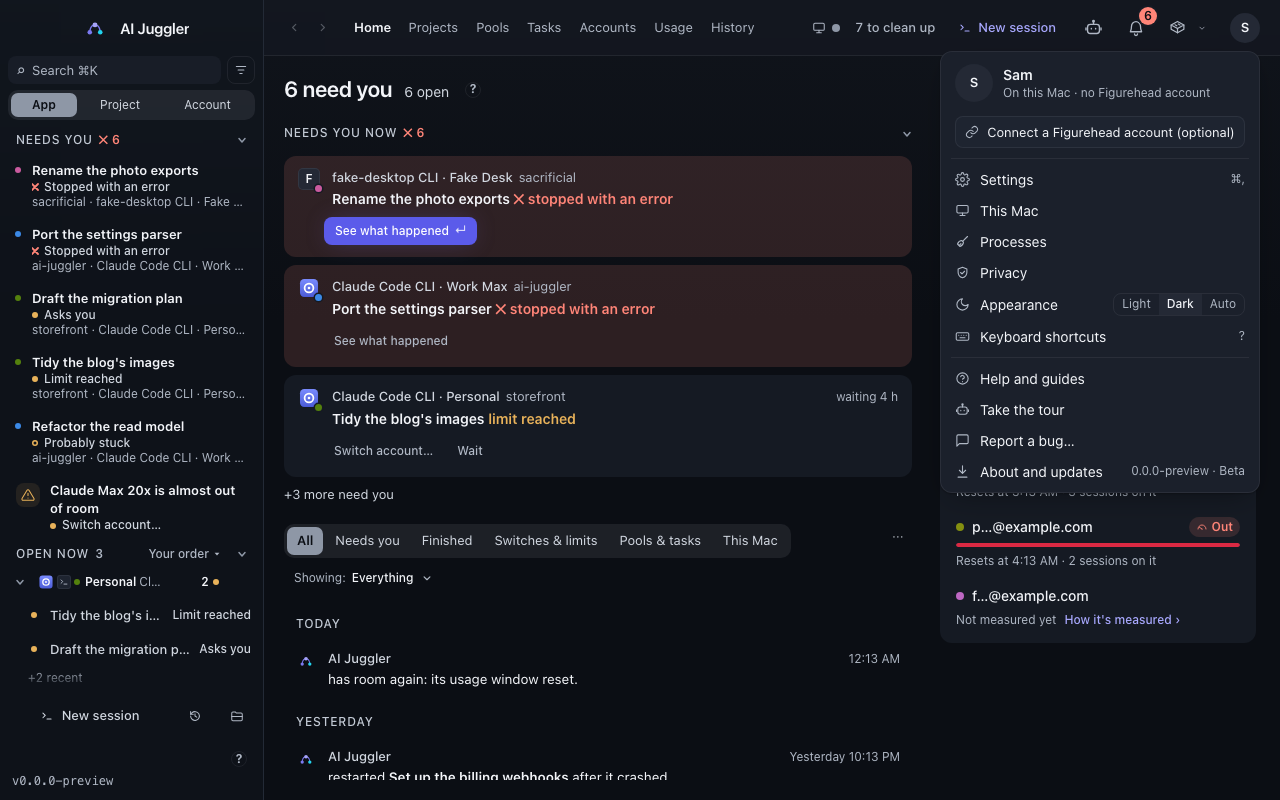 AI Juggler
Search ⌘K
App Project Account
NEEDS YOU 6
Rename the photo exports
Stopped with an error
sacrificial · fake-desktop CLI · Fake ...
Port the settings parser
Stopped with an error
ai-juggler · Claude Code CLI · Work ...
Draft the migration plan
Asks you
storefront · Claude Code CLI · Perso...
Tidy the blog's images
Limit reached
storefront · Claude Code CLI · Perso...
Refactor the read model
Probably stuck
ai-juggler · Claude Code CLI · Work ...
Claude Max 20x is almost out
of room
Switch account...
OPEN NOW 3 Your order
Personal Cl... 2
Tidy the blog's i... Limit reached
Draft the migration p... Asks you
+2 recent
New session
?
v0.0.0-preview
Home Projects Pools Tasks Accounts Usage History
7 to clean up New session 6 S
6 need you 6 open ?
NEEDS YOU NOW 6
F fake-desktop CLI · Fake Desk sacrificial
Rename the photo exports stopped with an error
See what happened
Claude Code CLI · Work Max ai-juggler
Port the settings parser stopped with an error
See what happened
Claude Code CLI · Personal storefront waiting 4 h
Tidy the blog's images limit reached
Switch account... Wait
+3 more need you
All Needs you Finished Switches & limits Pools & tasks This Mac ...
Showing: Everything
TODAY
AI Juggler 12:13 AM
has room again: its usage window reset.
YESTERDAY
AI Juggler Yesterday 10:13 PM
restarted Set up the billing webhooks after it crashed
S Sam
On this Mac · no Figurehead account
Connect a Figurehead account (optional)
Settings ⌘,
This Mac
Processes
Privacy
Appearance Light Dark Auto
Keyboard shortcuts ?
Help and guides
Take the tour
Report a bug...
About and updates 0.0.0-preview · Beta
p...@example.com Out
Resets at 4:13 AM · 2 sessions on it
f...@example.com
Not measured yet How it's measured ›